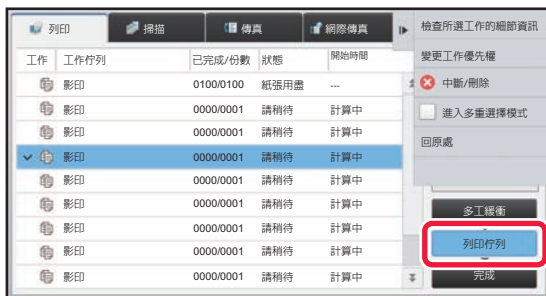 列印 掃描 傳真 網際傳真
工作 工作佇列 已完成/份數 狀態 開始時間
影印 0100/0100 紙張用盡 ---
影印 0000/0001 請稍待 計算中
影印 0000/0001 請稍待 計算中
影印 0000/0001 請稍待 計算中
影印 0000/0001 請稍待 計算中
影印 0000/0001 請稍待 計算中
影印 0000/0001 請稍待 計算中
影印 0000/0001 請稍待 計算中
影印 0000/0001 請稍待 計算中
檢查所選工作的細節資訊
變更工作優先權
中斷/刪除
進入多重選擇模式
回原處
多工緩衝
列印佇列
完成